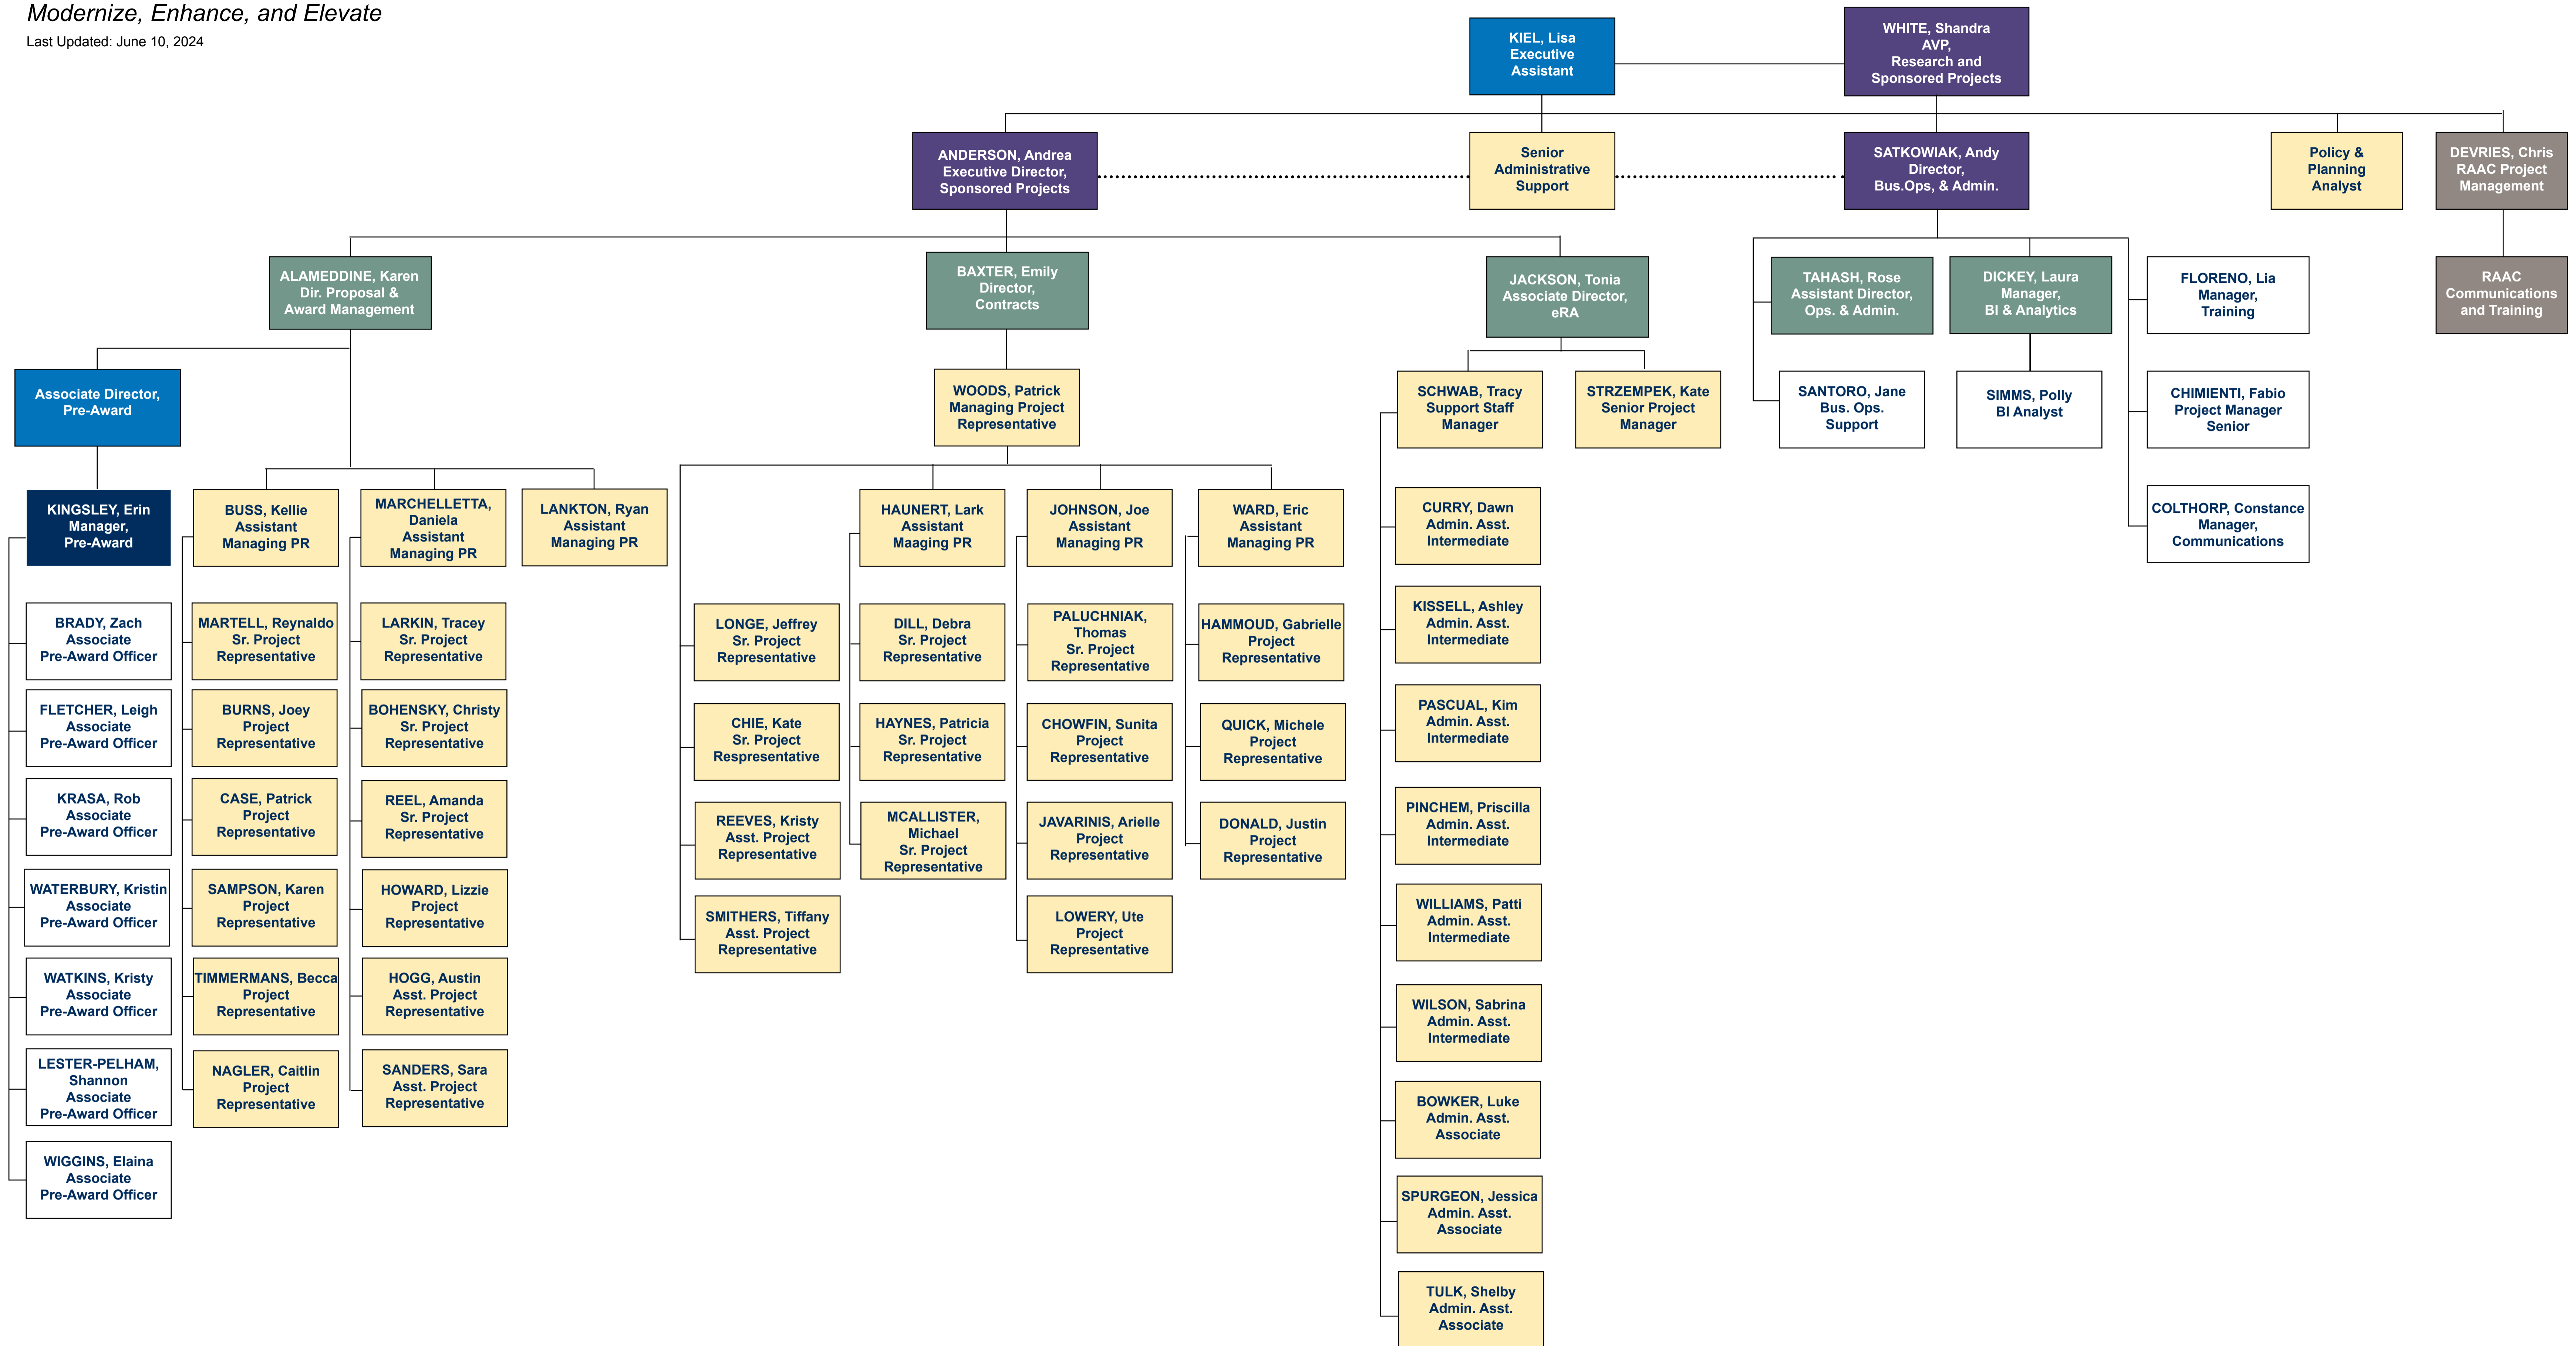 Modernize, Enhance, and Elevate
Last Updated: June 10, 2024
KIEL, Lisa
Executive
Assistant
WHITE, Shandra
AVP,
Research and
Sponsored Projects
ANDERSON, Andrea
Executive Director,
Sponsored Projects
Senior
Administrative
Support
SATKOWIAK, Andy
Director,
Bus.Ops, & Admin.
Policy &
Planning
Analyst
DEVRIES, Chris
RAAC Project
Management
ALAMEDDINE, Karen
Dir. Proposal &
Award Management
BAXTER, Emily
Director,
Contracts
JACKSON, Tonia
Associate Director,
eRA
TAHASH, Rose
Assistant Director,
Ops. & Admin.
DICKEY, Laura
Manager,
BI & Analytics
FLORENO, Lia
Manager,
Training
RAAC
Communications
and Training
Associate Director,
Pre-Award
WOODS, Patrick
Managing Project
Representative
SCHWAB, Tracy
Support Staff
Manager
STRZEMPEK, Kate
Senior Project
Manager
SANTORO, Jane
Bus. Ops.
Support
SIMMS, Polly
BI Analyst
CHIMIENTI, Fabio
Project Manager
Senior
COLTHORP, Constance
Manager,
Communications
KINGSLEY, Erin
Manager,
Pre-Award
BUSS, Kellie
Assistant
Managing PR
MARCHELLETTA,
Daniela
Assistant
Managing PR
LANKTON, Ryan
Assistant
Managing PR
HAUNERT, Lark
Assistant
Maaging PR
JOHNSON, Joe
Assistant
Managing PR
WARD, Eric
Assistant
Managing PR
BRADY, Zach
Associate
Pre-Award Officer
FLETCHER, Leigh
Associate
Pre-Award Officer
KRASA, Rob
Associate
Pre-Award Officer
WATERBURY, Kristin
Associate
Pre-Award Officer
WATKINS, Kristy
Associate
Pre-Award Officer
LESTER-PELHAM,
Shannon
Associate
Pre-Award Officer
WIGGINS, Elaina
Associate
Pre-Award Officer
MARTELL, Reynaldo
Sr. Project
Representative
BURNS, Joey
Project
Representative
CASE, Patrick
Project
Representative
SAMPSON, Karen
Project
Representative
TIMMERMANS, Becca
Project
Representative
NAGLER, Caitlin
Project
Representative
LARKIN, Tracey
Sr. Project
Representative
BOHENSKY, Christy
Sr. Project
Representative
REEL, Amanda
Sr. Project
Representative
HOWARD, Lizzie
Project
Representative
HOGG, Austin
Asst. Project
Representative
SANDERS, Sara
Asst. Project
Representative
LONGE, Jeffrey
Sr. Project
Representative
CHIE, Kate
Sr. Project
Respresentative
REEVES, Kristy
Asst. Project
Representative
SMITHERS, Tiffany
Asst. Project
Representative
DILL, Debra
Sr. Project
Representative
HAYNES, Patricia
Sr. Project
Representative
MCALLISTER,
Michael
Sr. Project
Representative
PALUCHNIAK,
Thomas
Sr. Project
Representative
CHOWFIN, Sunita
Project
Representative
JAVARINIS, Arielle
Project
Representative
LOWERY, Ute
Project
Representative
HAMMOUD, Gabrielle
Project
Representative
QUICK, Michele
Project
Representative
DONALD, Justin
Project
Representative
CURRY, Dawn
Admin. Asst.
Intermediate
KISSELL, Ashley
Admin. Asst.
Intermediate
PASCUAL, Kim
Admin. Asst.
Intermediate
PINCHEM, Priscilla
Admin. Asst.
Intermediate
WILLIAMS, Patti
Admin. Asst.
Intermediate
WILSON, Sabrina
Admin. Asst.
Intermediate
BOWKER, Luke
Admin. Asst.
Associate
SPURGEON, Jessica
Admin. Asst.
Associate
TULK, Shelby
Admin. Asst.
Associate